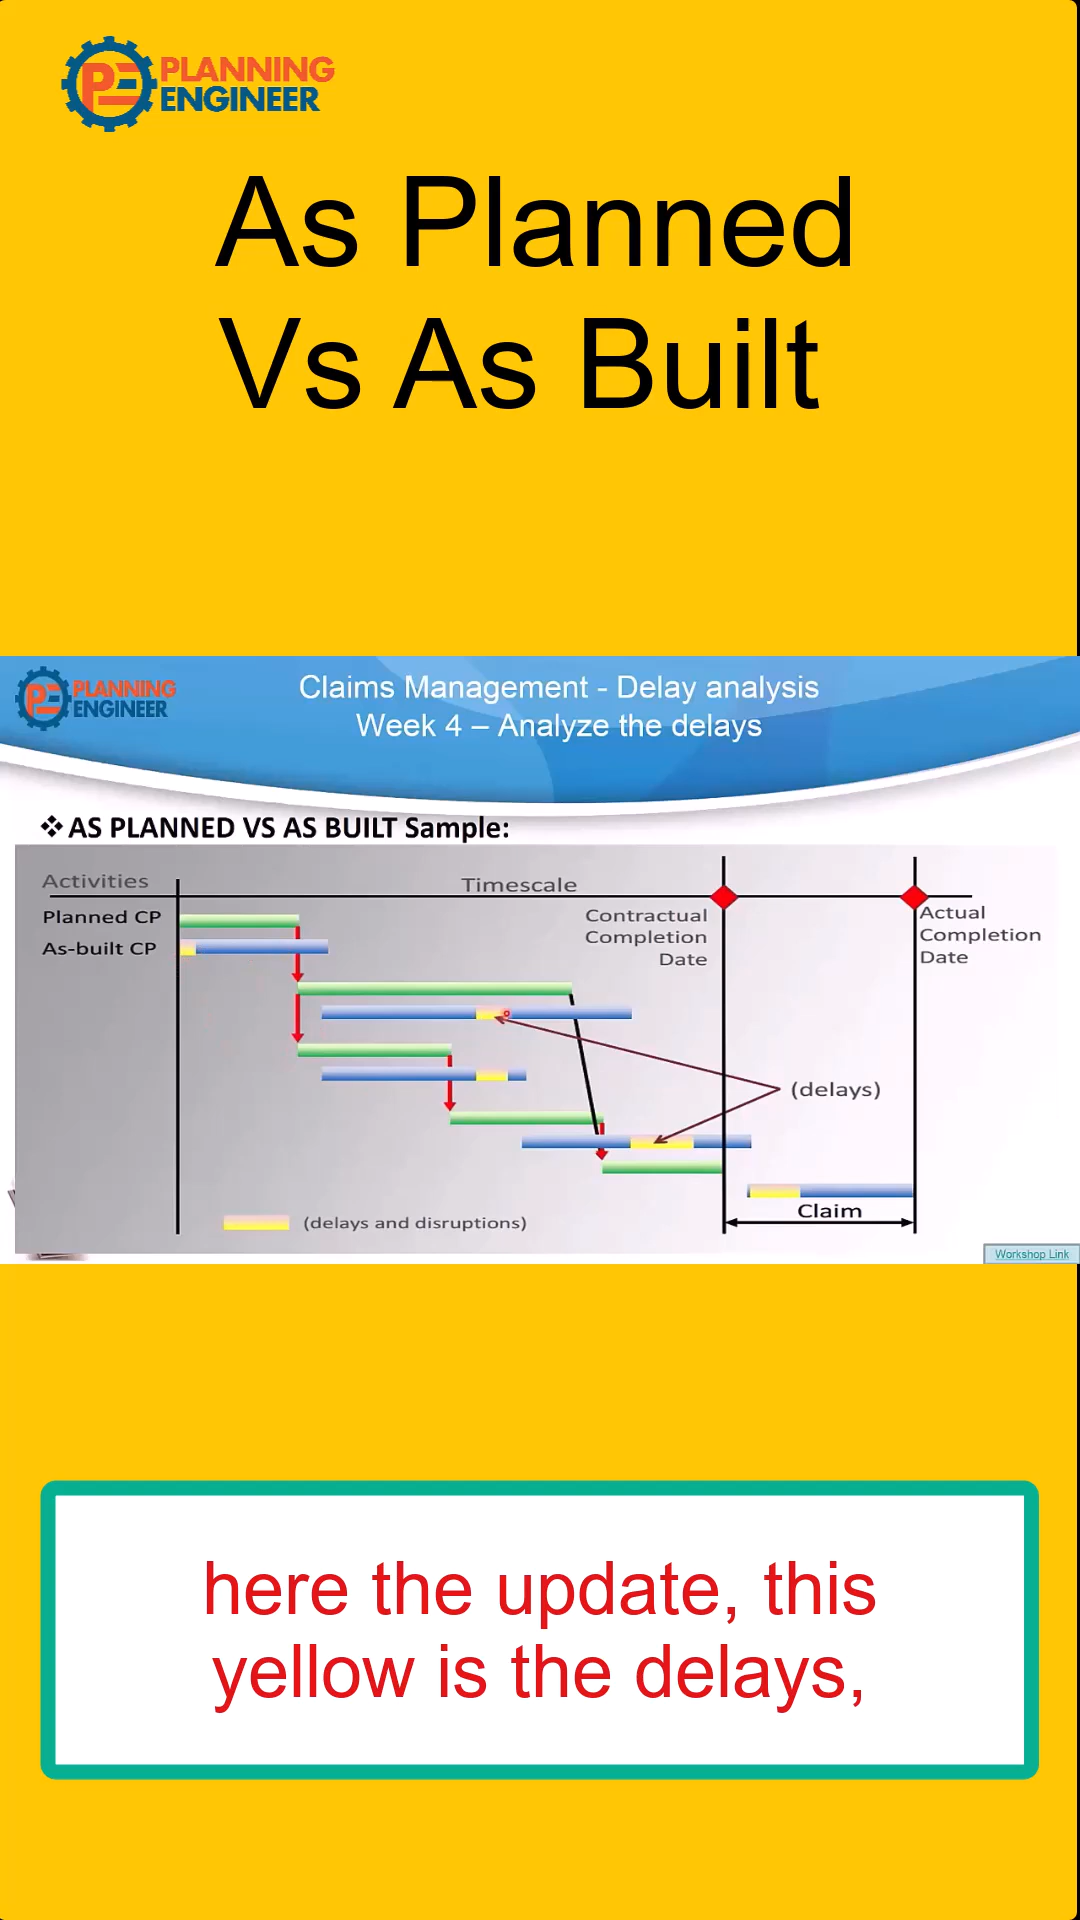 PLANNING
ENGINEER
As Planned
Vs As Built
PLANNING
ENGINEER
Claims Management - Delay analysis
Week 4 – Analyze the delays
❖ AS PLANNED VS AS BUILT Sample:
Activities
Timescale
Planned CP
As-built CP
Contractual
Completion
Date
Actual
Completion
Date
(delays)
Claim
(delays and disruptions)
Workshop Link
here the update, this
yellow is the delays,